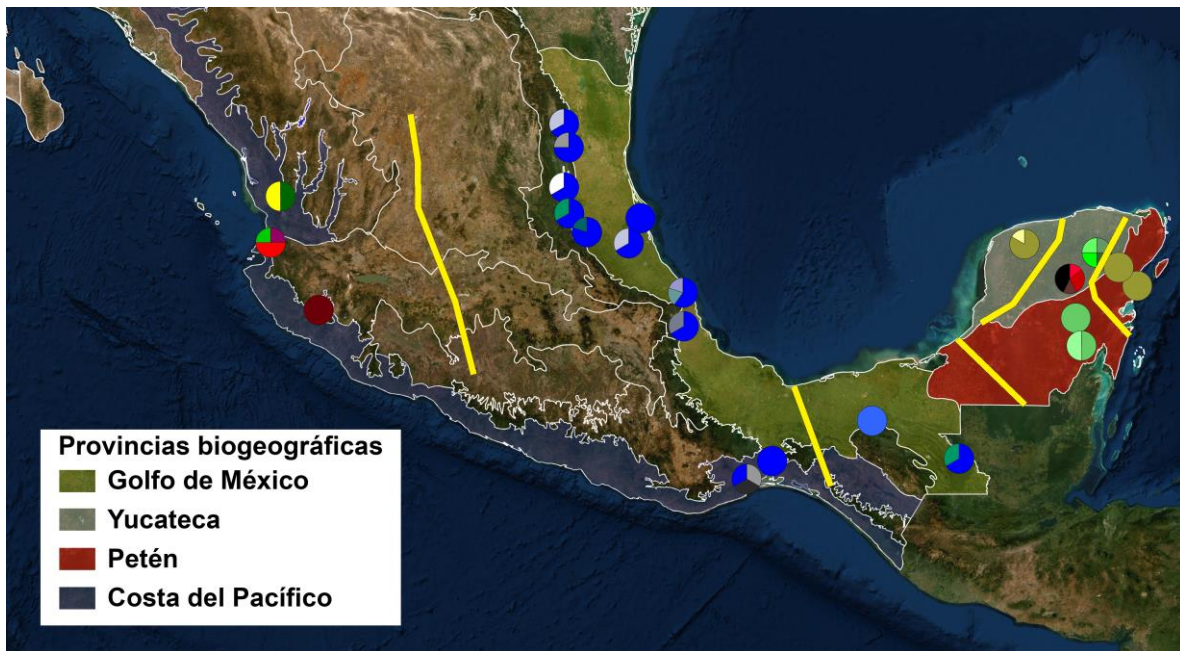 Provincias biogeográficas
Golfo de México
Yucateca
Petén
Costa del Pacífico